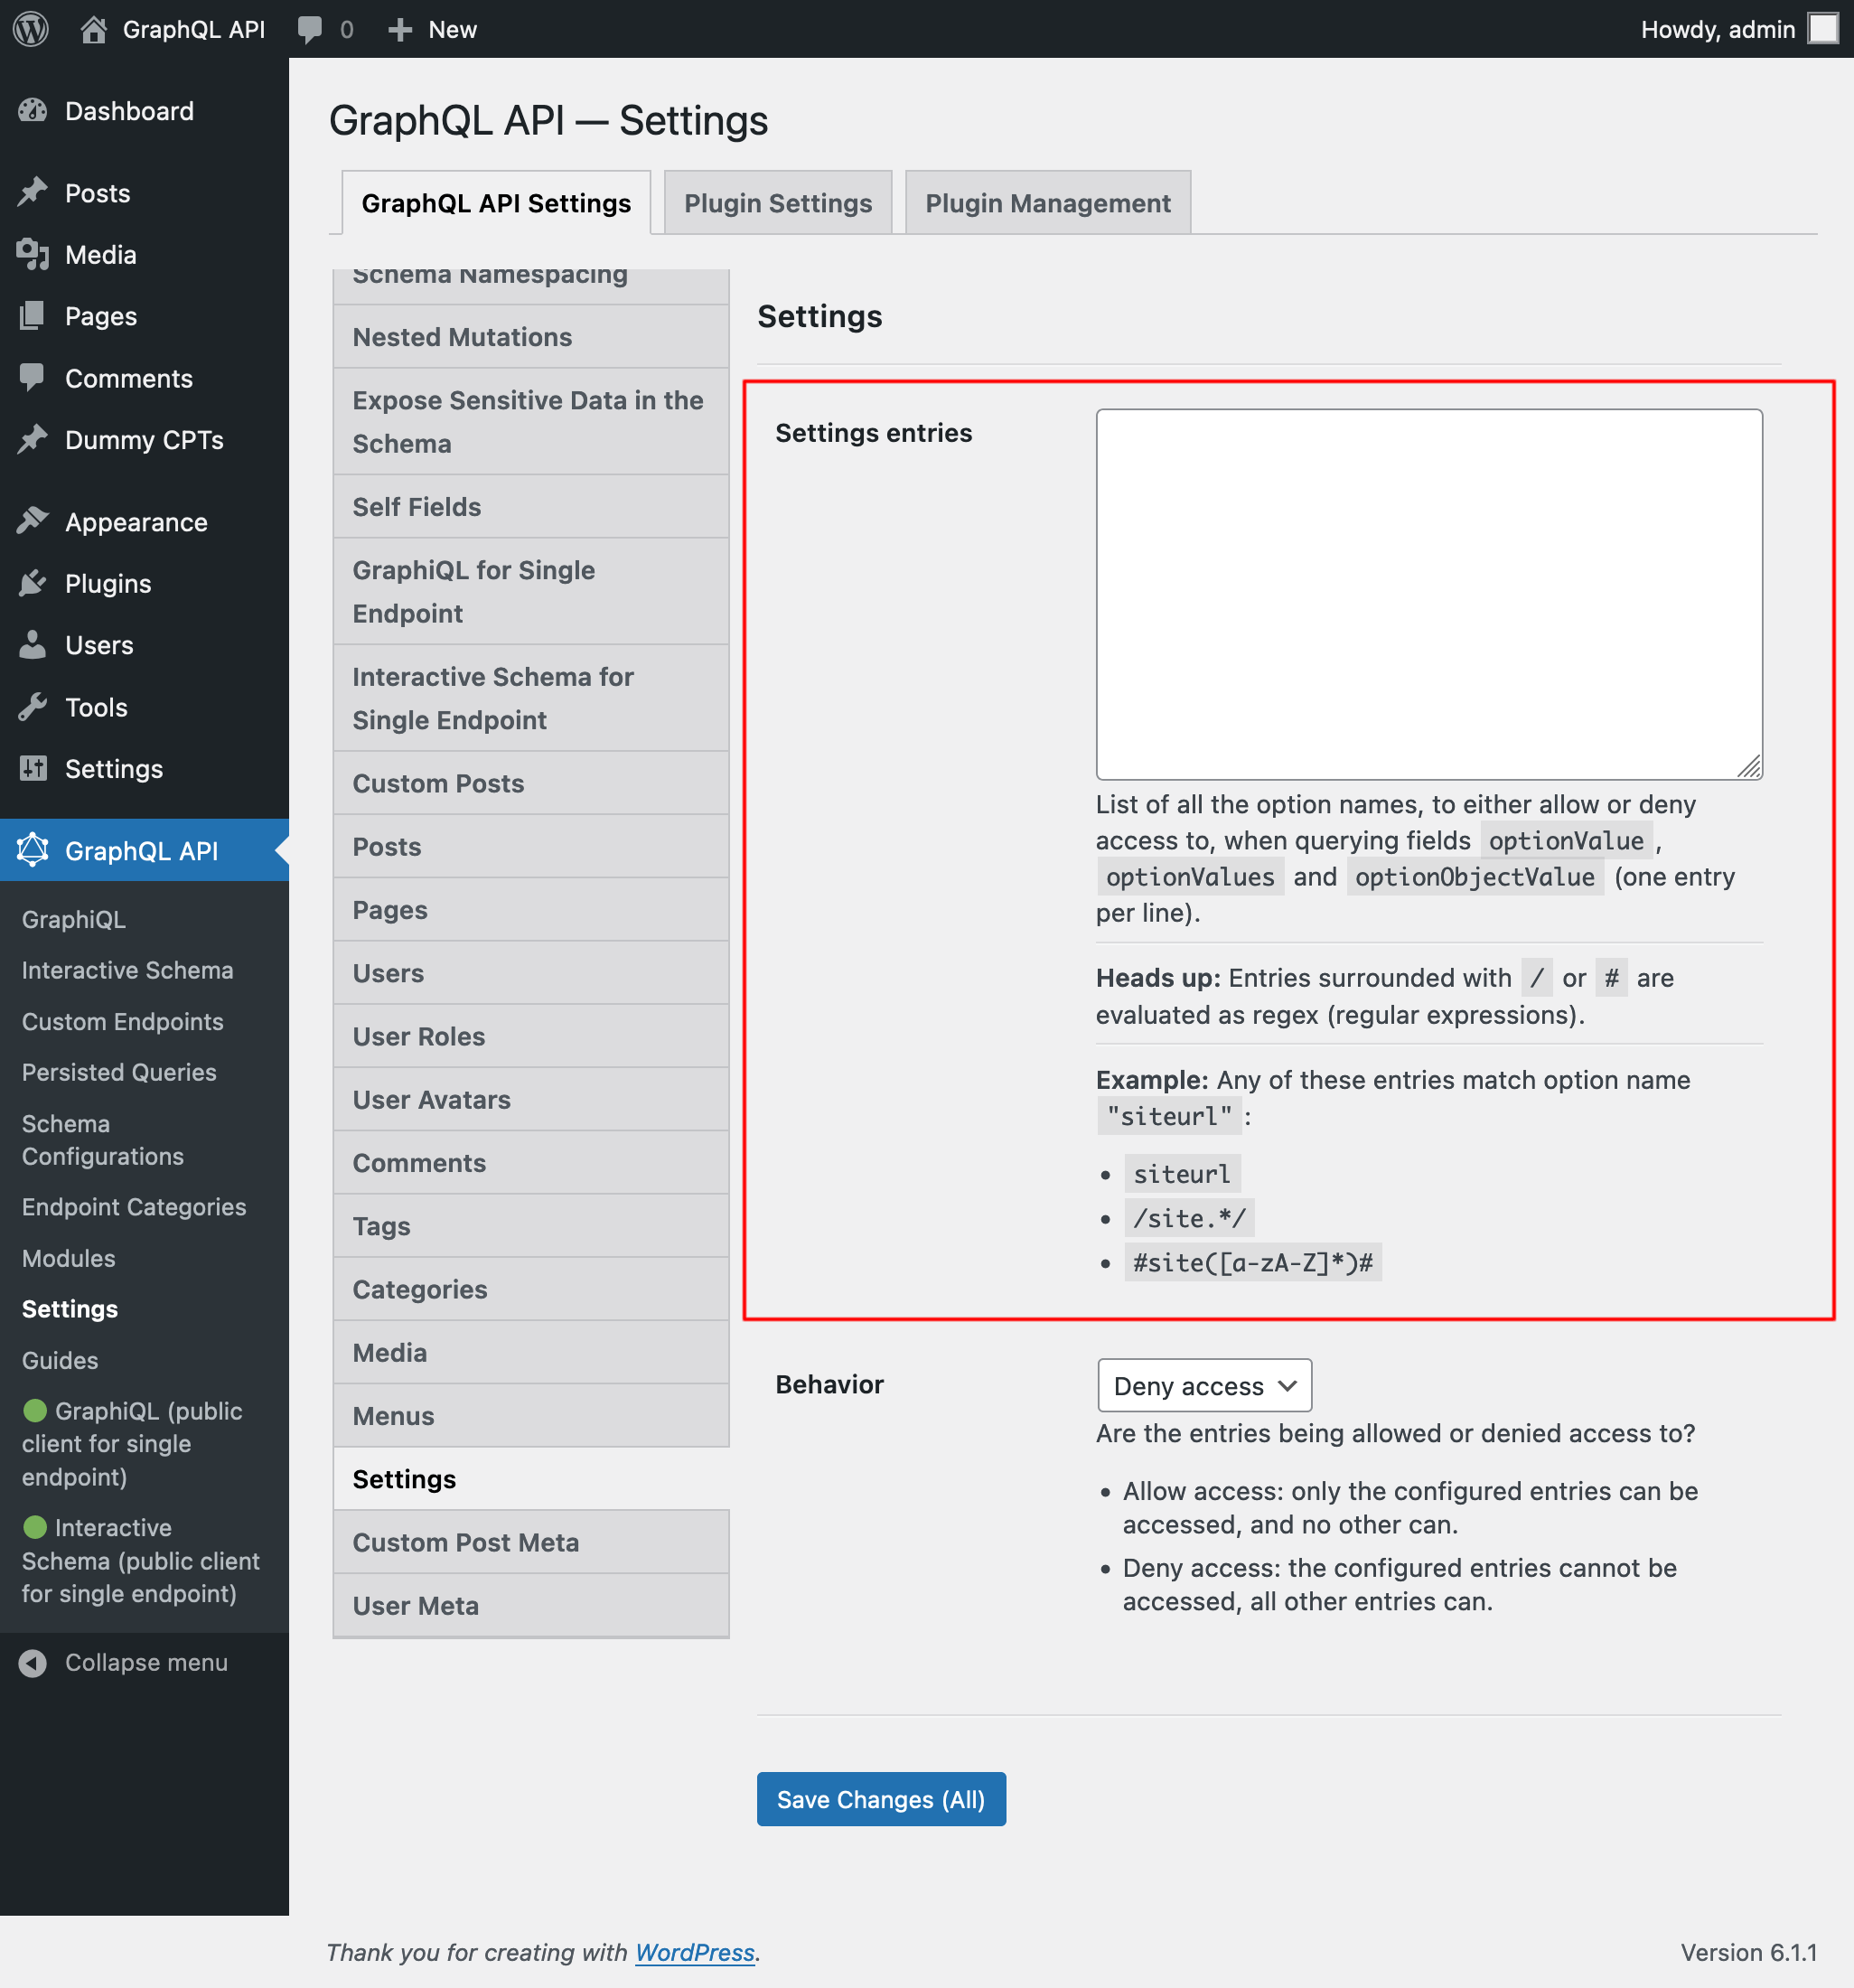 GraphQL API
0
New
Howdy, admin
Dashboard
Posts
Media
Pages
Comments
Dummy CPTs
Appearance
Plugins
Users
Tools
Settings
GraphQL API
GraphiQL
Interactive Schema
Custom Endpoints
Persisted Queries
Schema
Configurations
Endpoint Categories
Modules
Settings
Guides
GraphiQL (public
client for single
endpoint)
Interactive
Schema (public client
for single endpoint)
Collapse menu
GraphQL API — Settings
GraphQL API Settings
Plugin Settings
Plugin Management
Schema Namespacing
Nested Mutations
Expose Sensitive Data in the
Schema
Self Fields
GraphiQL for Single
Endpoint
Interactive Schema for
Single Endpoint
Custom Posts
Posts
Pages
Users
User Roles
User Avatars
Comments
Tags
Categories
Media
Menus
Settings
Custom Post Meta
User Meta
Settings
Settings entries
List of all the option names, to either allow or deny
access to, when querying fields optionValue ,
optionValues and optionObjectValue (one entry
per line).
Heads up: Entries surrounded with / or # are
evaluated as regex (regular expressions).
Example: Any of these entries match option name
"siteurl" :
• siteurl
• /site.*/
• #site([a-zA-Z]*)#
Behavior
Deny access
Are the entries being allowed or denied access to?
• Allow access: only the configured entries can be
accessed, and no other can.
• Deny access: the configured entries cannot be
accessed, all other entries can.
Save Changes (All)
Thank you for creating with WordPress.
Version 6.1.1